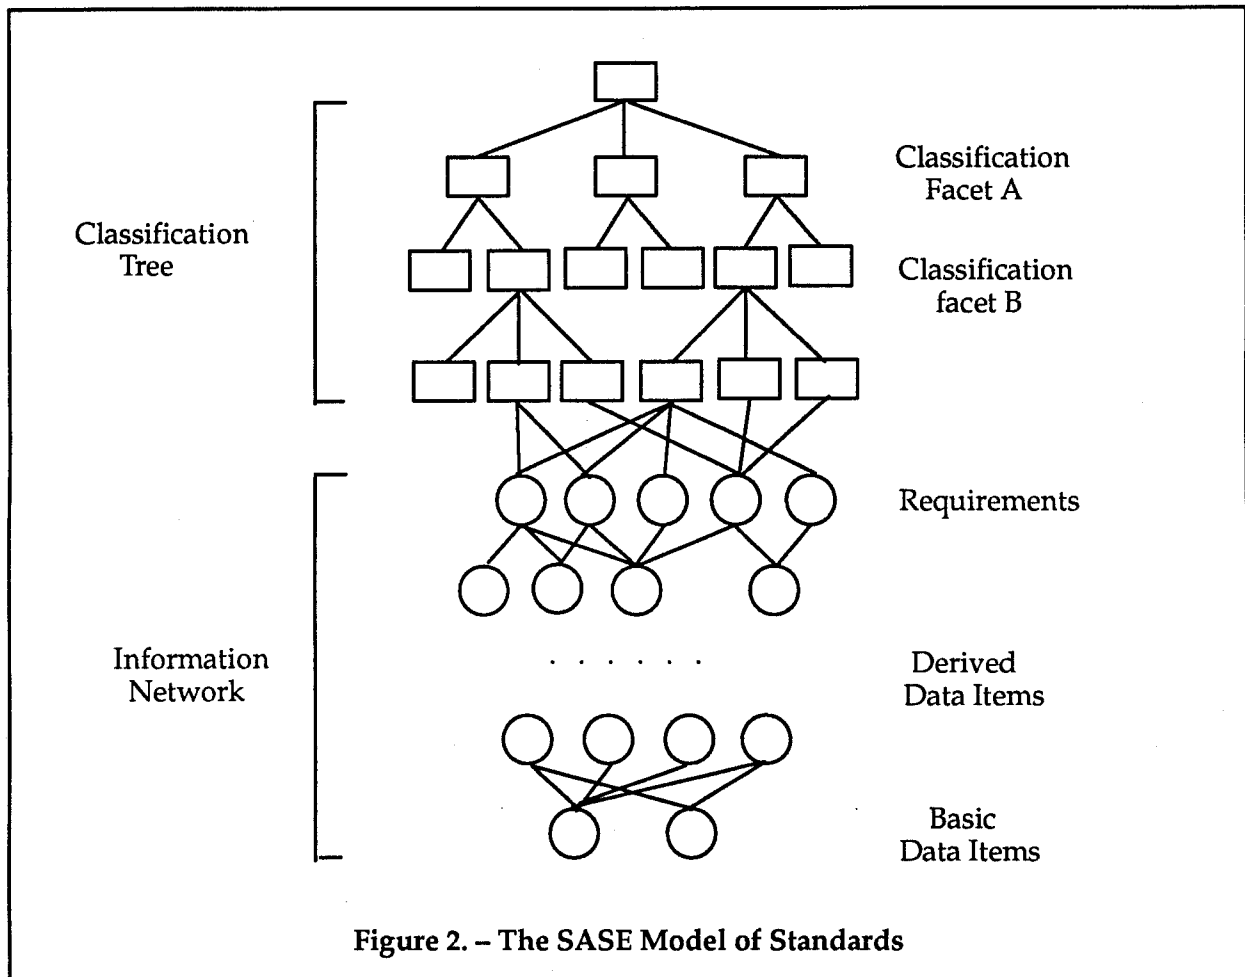 Classification
Facet A
Classification
Tree
Classification
facet B
Requirements
Information
Network
Derived
Data Items
Basic
Data Items
Figure 2. – The SASE Model of Standards